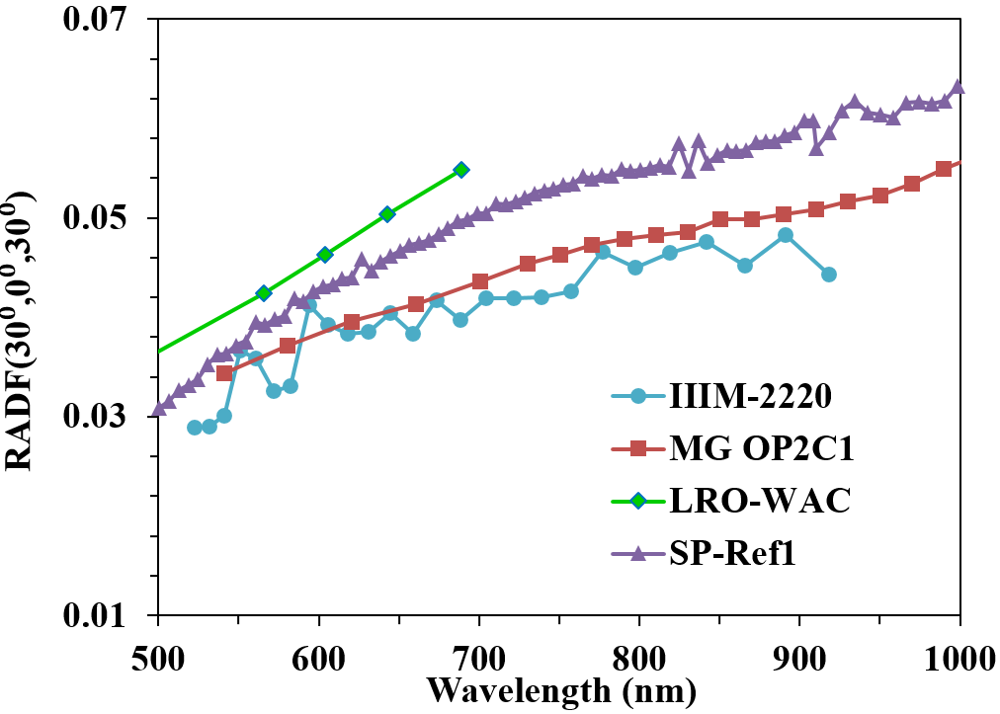 0.07
0.05
0.03
0.01
RADF(30⁰,0⁰,30⁰)
IIIM-2220
MG OP2C1
LRO-WAC
SP-Ref1
500 600 700 800 900 1000
Wavelength (nm)